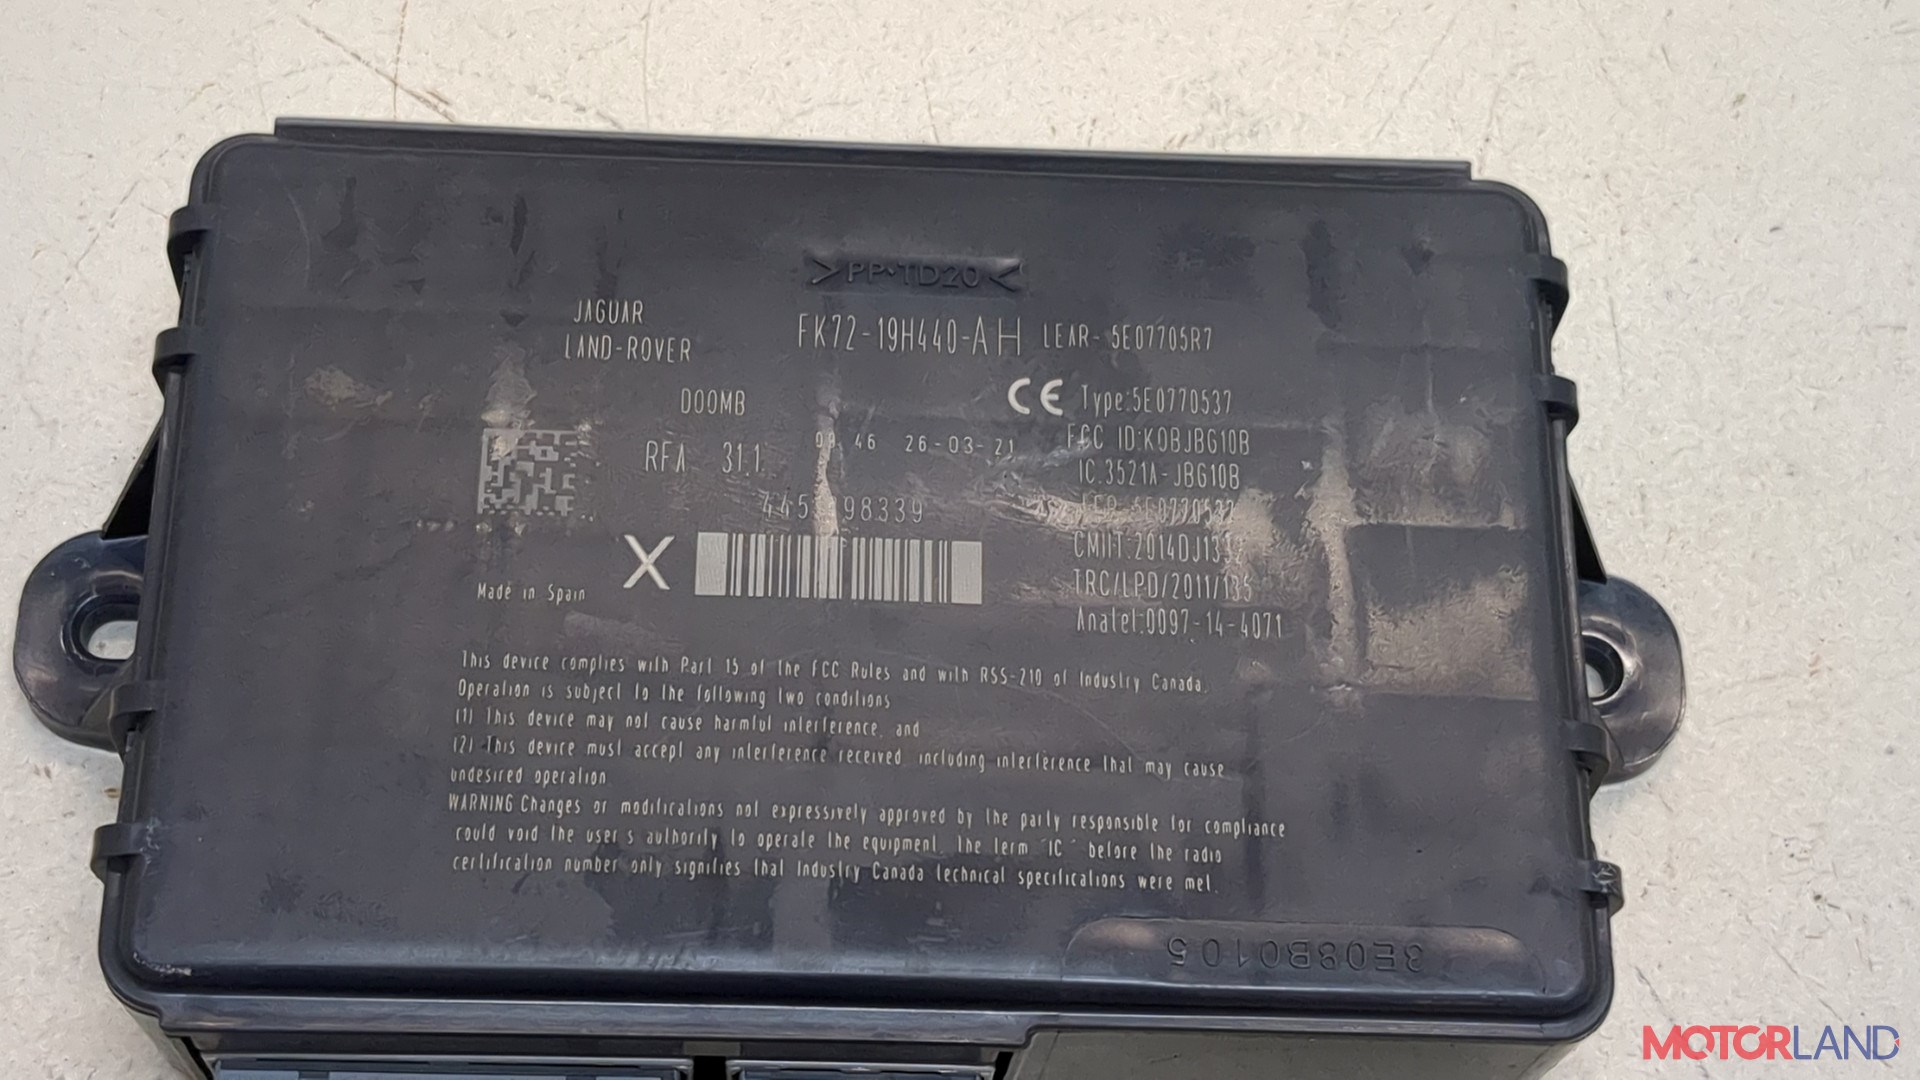 >PP-TD20<
JAGUAR
LAND-ROVER
FK72-19H440-AH LEAR-5E07705R7
D00MB
CE Type:5E0770537
RFA 31.1 46 26-03-21
FCC ID:KOBJBG10B
IC.3521A-JBG10B
98339
CMIIT:2014DJ1332
X
TRC/LPD/2011/135
Made in Spain
Anatel:0097-14-4071
This device complies with Part 15 of the FCC Rules and with RSS-210 of Industry Canada.
Operation is subject to the following two conditions
(1) This device may not cause harmful interference, and
(2) This device must accept any interference received including interference that may cause
undesired operation
WARNING Changes or modifications not expressively approved by the party responsible for compliance
could void the user s authority to operate the equipment. The term "IC" before the radio
certification number only signifies that Industry Canada technical specifications were met.
3E08B0105
MOTORLAND